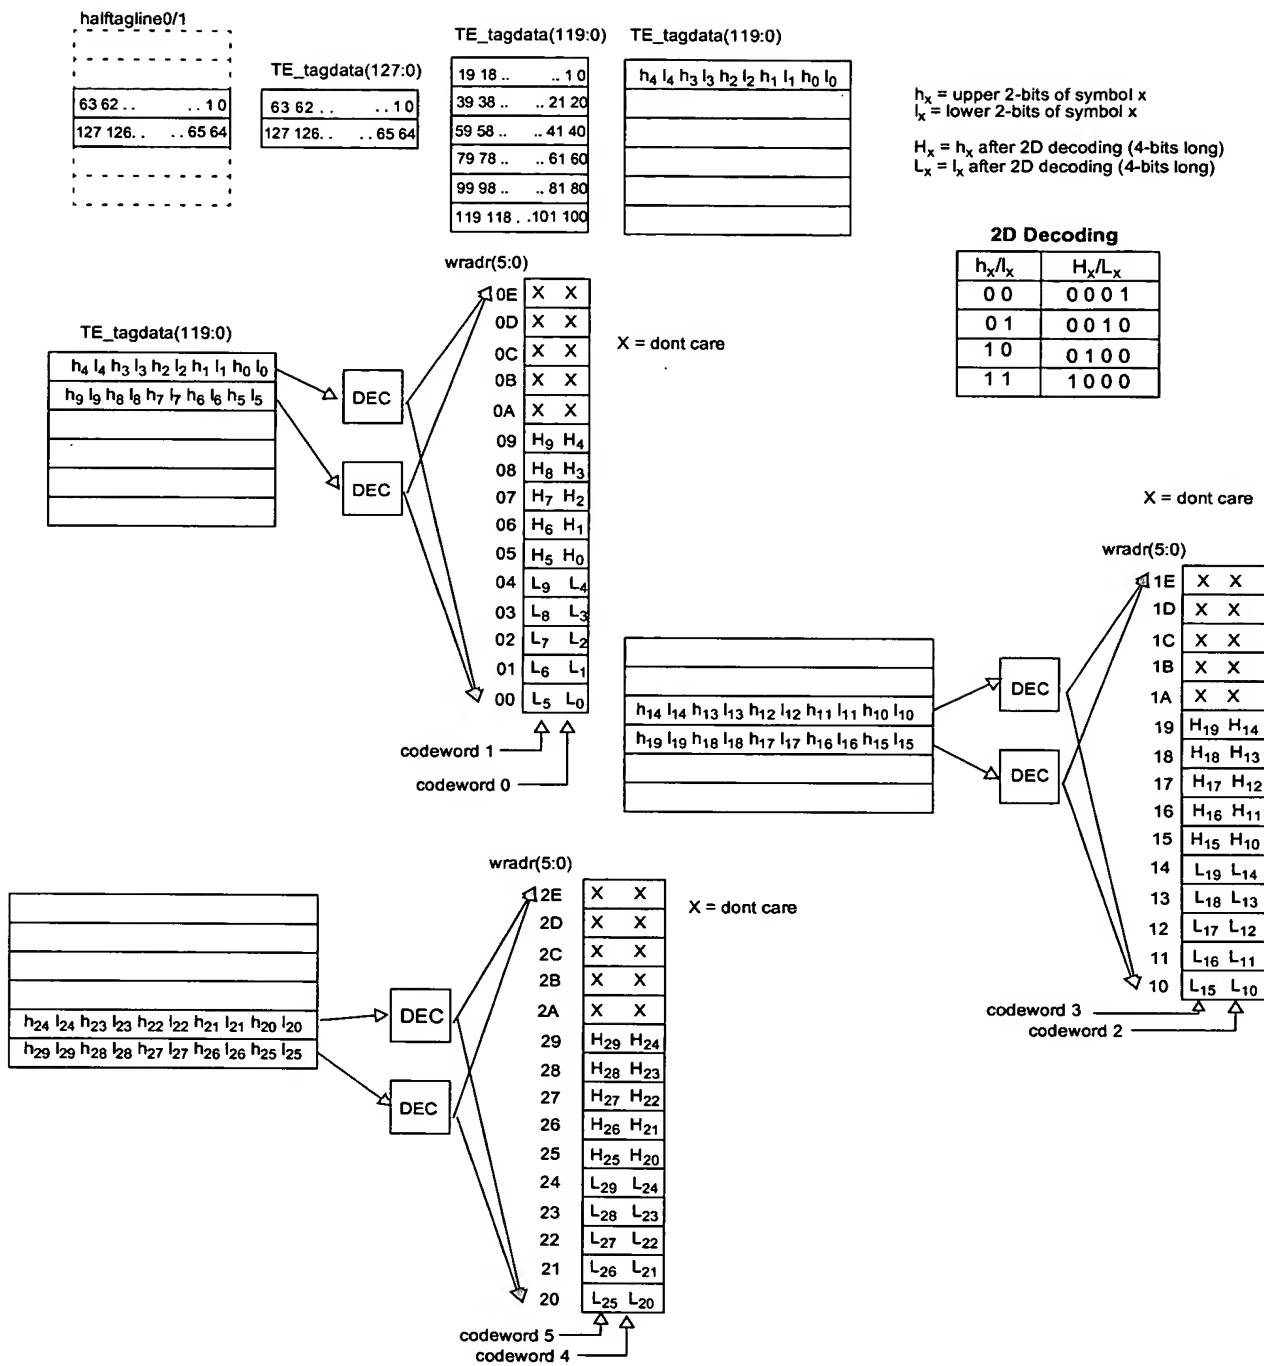 halftagline0/1
63 62 . . . . 1 0
127 126. . . . 65 64
TE_tagdata(127:0)
63 62 . . . . 1 0
127 126. . . . 65 64
TE_tagdata(119:0)
19 18 .. .. 1 0
39 38 .. .. 21 20
59 58 .. .. 41 40
79 78 .. .. 61 60
99 98 .. .. 81 80
119 118 . . 101 100
TE_tagdata(119:0)
h4 l4 h3 l3 h2 l2 h1 l1 h0 l0
hx = upper 2-bits of symbol x
lx = lower 2-bits of symbol x
Hx = hx after 2D decoding (4-bits long)
Lx = lx after 2D decoding (4-bits long)
2D Decoding
hx/lx Hx/Lx
0 0 0 0 0 1
0 1 0 0 1 0
1 0 0 1 0 0
1 1 1 0 0 0
TE_tagdata(119:0)
h4 l4 h3 l3 h2 l2 h1 l1 h0 l0
h9 l9 h8 l8 h7 l7 h6 l6 h5 l5
DEC
DEC
wradr(5:0)
0E X X
0D X X
0C X X
0B X X
0A X X
09 H9 H4
08 H8 H3
07 H7 H2
06 H6 H1
05 H5 H0
04 L9 L4
03 L8 L3
02 L7 L2
01 L6 L1
00 L5 L0
codeword 1
codeword 0
X = dont care
h14 l14 h13 l13 h12 l12 h11 l11 h10 l10
h19 l19 h18 l18 h17 l17 h16 l16 h15 l15
DEC
DEC
X = dont care
wradr(5:0)
1E X X
1D X X
1C X X
1B X X
1A X X
19 H19 H14
18 H18 H13
17 H17 H12
16 H16 H11
15 H15 H10
14 L19 L14
13 L18 L13
12 L17 L12
11 L16 L11
10 L15 L10
codeword 3
codeword 2
h24 l24 h23 l23 h22 l22 h21 l21 h20 l20
h29 l29 h28 l28 h27 l27 h26 l26 h25 l25
DEC
DEC
wradr(5:0)
2E X X
2D X X
2C X X
2B X X
2A X X
29 H29 H24
28 H28 H23
27 H27 H22
26 H26 H21
25 H25 H20
24 L29 L24
23 L28 L23
22 L27 L22
21 L26 L21
20 L25 L20
codeword 5
codeword 4
X = dont care